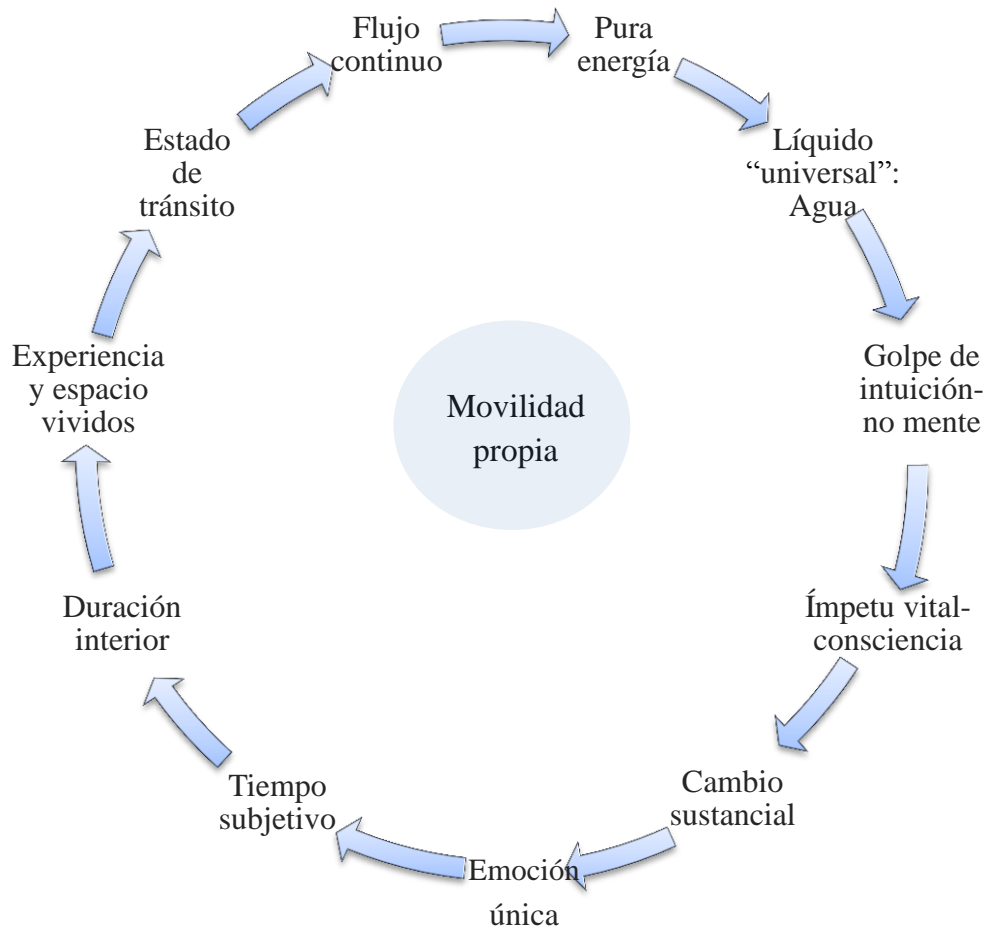 Flujo
continuo
Pura
energía
Líquido
“universal”:
Agua
Golpe de
intuición-
no mente
Ímpetu vital-
consciencia
Cambio
sustancial
Emoción
única
Tiempo
subjetivo
Duración
interior
Experiencia
y espacio
vividos
Estado
de
tránsito
Movilidad
propia